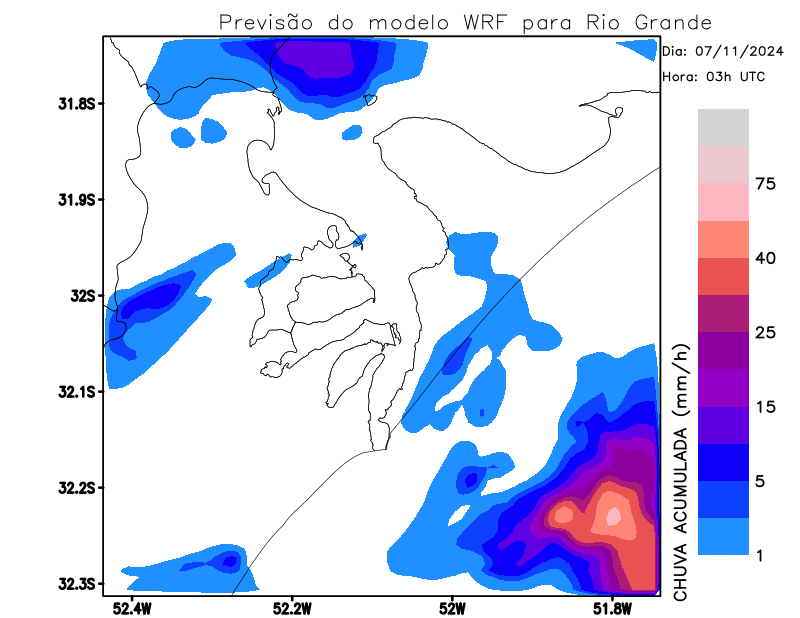 Previsão do modelo WRF para Rio Grande
Dia: 07/11/2024
Hora: 03h UTC
31.8S
31.9S
32S
32.1S
32.2S
32.3S
52.4W
52.2W
52W
51.8W
75
40
25
15
5
1
CHUVA ACUMULADA (mm/h)